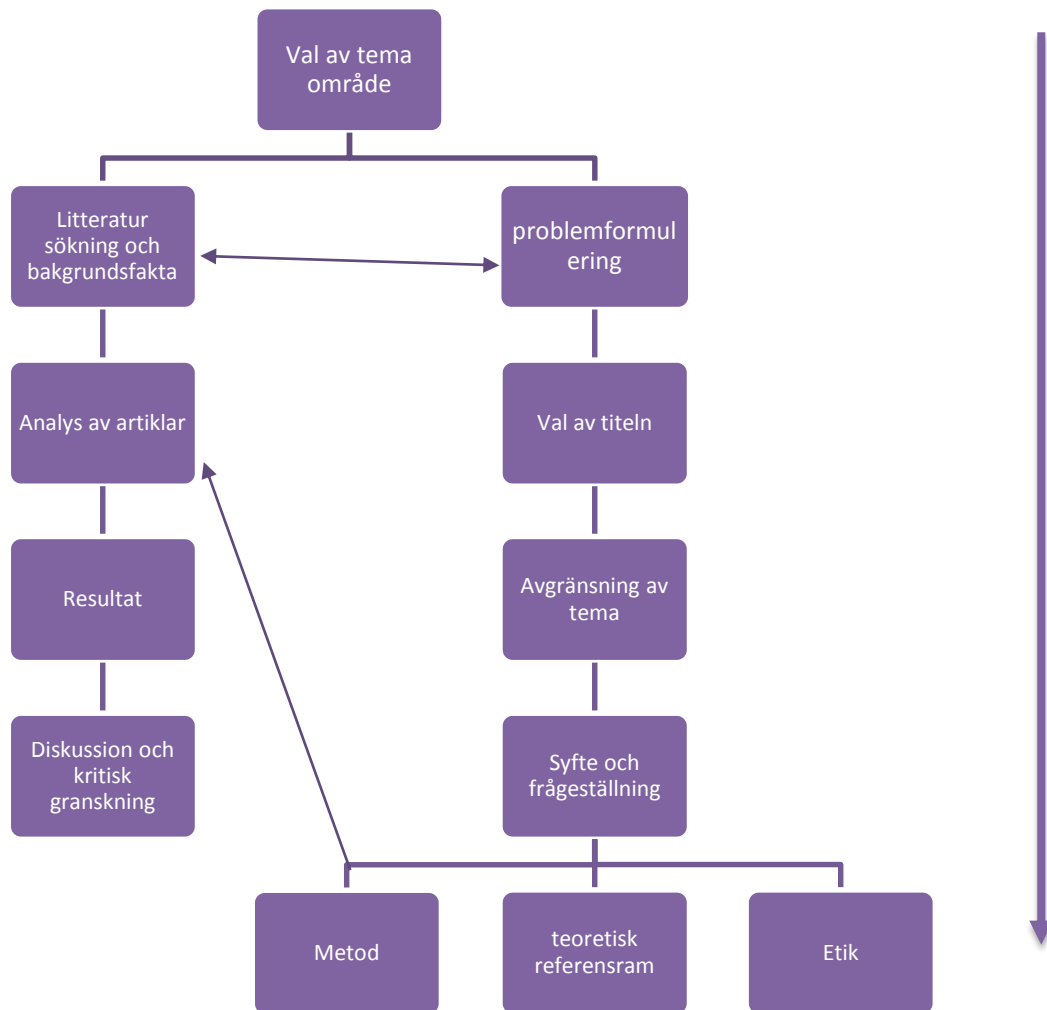 Val av tema
område
Litteratur
sökning och
bakgrundsfakta
problemformul
ering
Analys av artiklar
Val av titeln
Resultat
Avgränsning av
tema
Diskussion och
kritisk
granskning
Syfte och
frågeställning
Metod
teoretisk
referensram
Etik